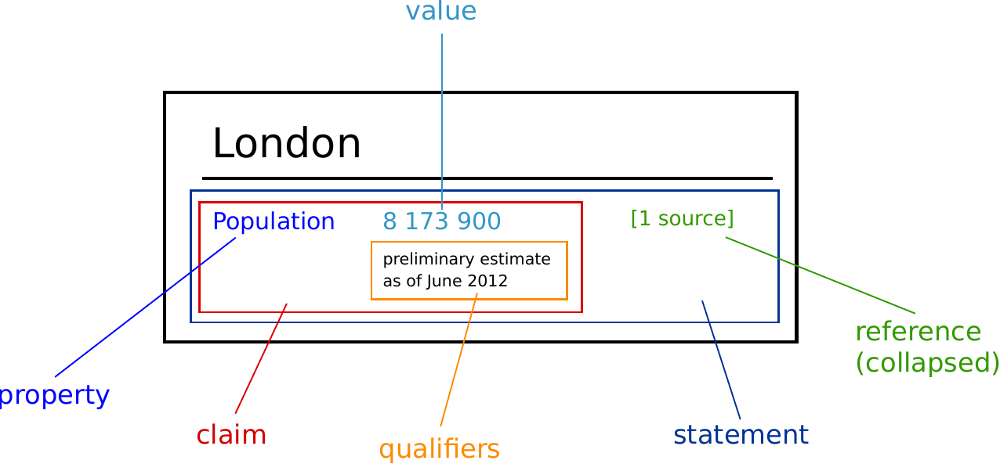 value
London
Population 8 173 900 [1 source]
preliminary estimate
as of June 2012
reference
(collapsed)
property
claim
qualifiers
statement